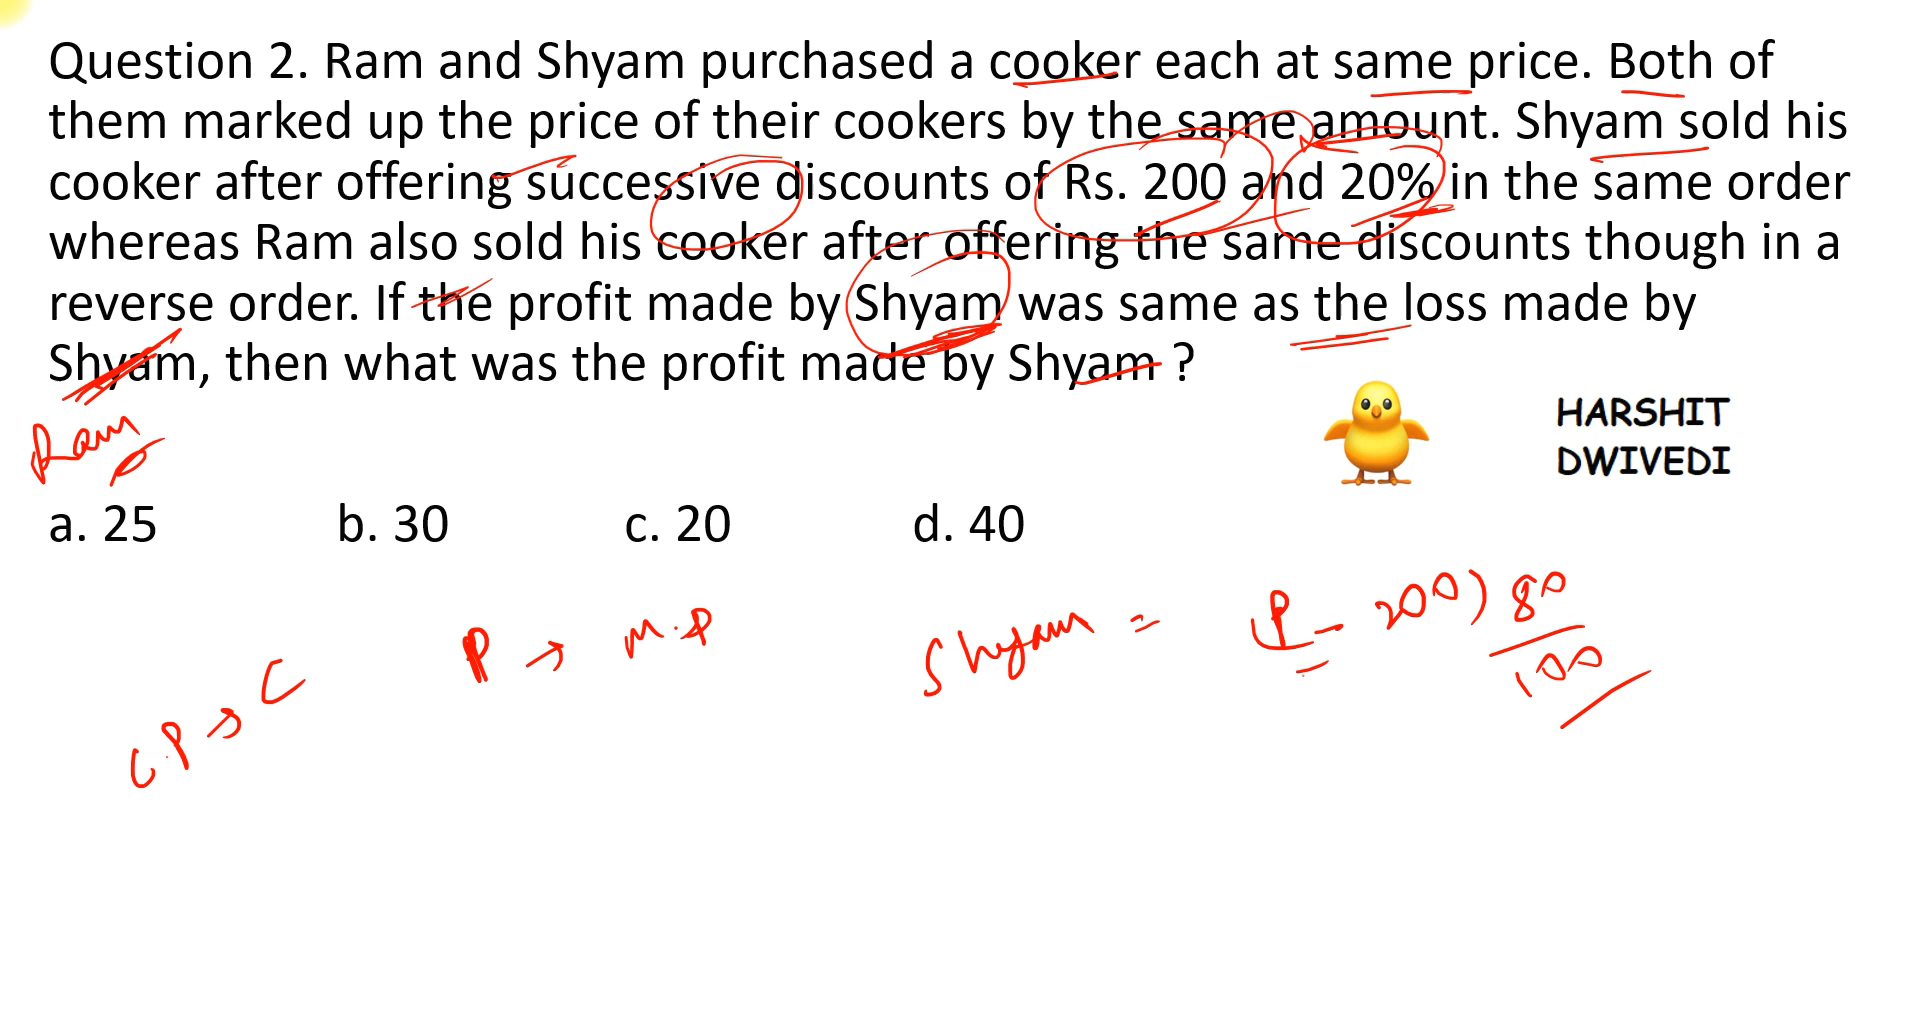 Question 2. Ram and Shyam purchased a cooker each at same price. Both of
them marked up the price of their cookers by the same amount. Shyam sold his
cooker after offering successive discounts of Rs. 200 and 20% in the same order
whereas Ram also sold his cooker after offering the same discounts though in a
reverse order. If the profit made by Shyam was same as the loss made by
Shyam, then what was the profit made by Shyam ?
HARSHIT
DWIVEDI
Ram
a. 25 b. 30 c. 20 d. 40
C.P → C P → M.P Shyam = (P - 200) 80
100